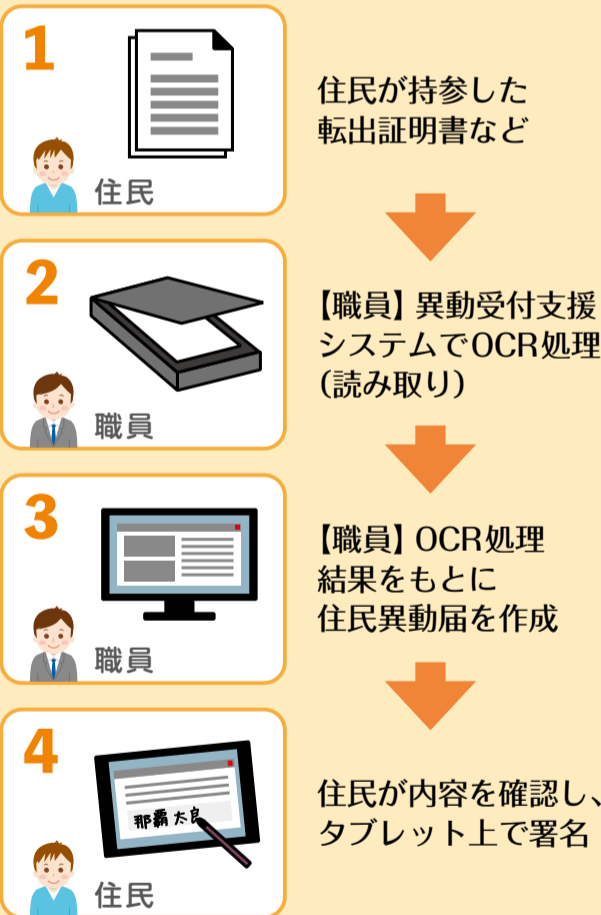 1
住民
住民が持参した
転出証明書など
2
職員
【職員】異動受付支援
システムでOCR処理
(読み取り)
3
職員
【職員】OCR処理
結果をもとに
住民異動届を作成
4
那覇太良
住民
住民が内容を確認し、
タブレット上で署名